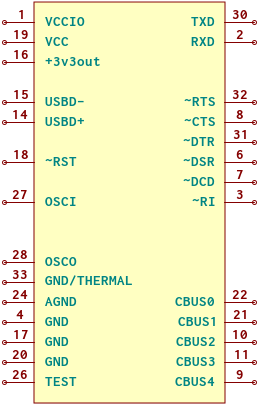 1 VCCIO TXD 30
19 VCC RXD 2
16 +3v3out
15 USBD- ~RTS 32
14 USBD+ ~CTS 8
~DTR 31
18 ~RST ~DSR 6
~DCD 7
27 OSCI ~RI 3
28 OSCO
33 GND/THERMAL
24 AGND CBUS0 22
4 GND CBUS1 21
17 GND CBUS2 10
20 GND CBUS3 11
26 TEST CBUS4 9